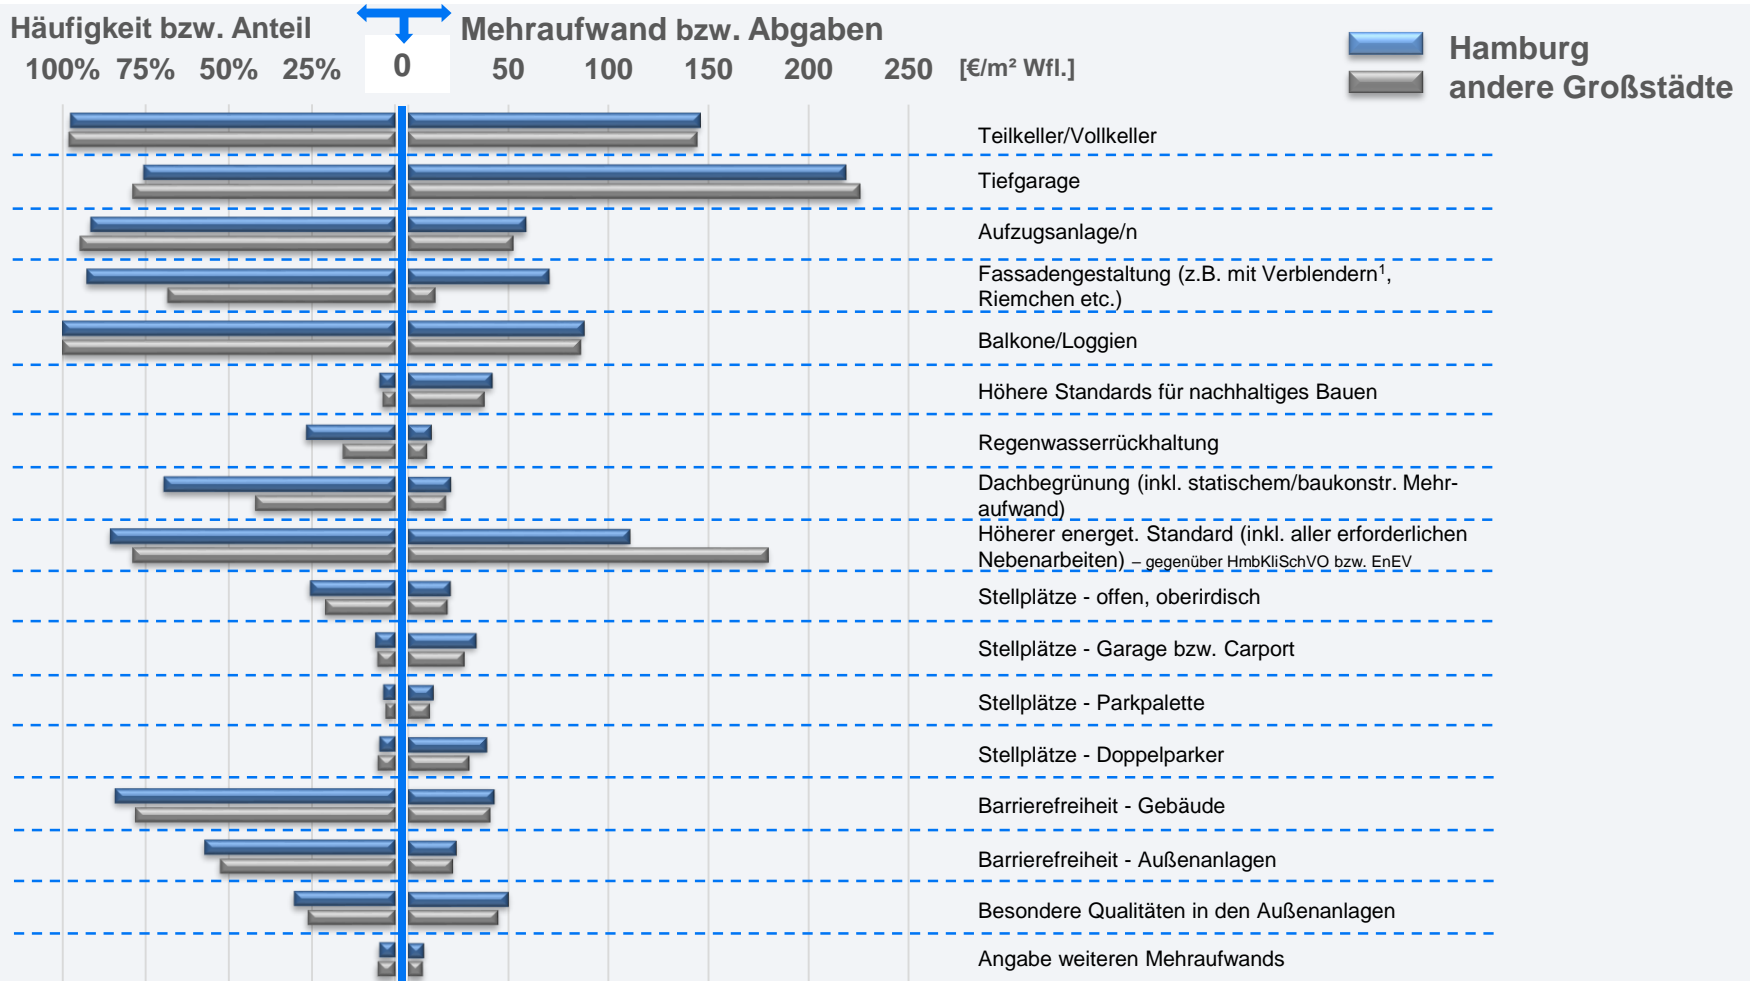 Häufigkeit bzw. Anteil
Mehraufwand bzw. Abgaben
100% 75% 50% 25% 0 50 100 150 200 250 [€/m² Wfl.]
Hamburg
andere Großstädte
Teilkeller/Vollkeller
Tiefgarage
Aufzugsanlage/n
Fassadengestaltung (z.B. mit Verblendern¹,
Riemchen etc.)
Balkone/Loggien
Höhere Standards für nachhaltiges Bauen
Regenwasserrückhaltung
Dachbegrünung (inkl. statischem/baukonstr. Mehr-
aufwand)
Höherer energet. Standard (inkl. aller erforderlichen
Nebenarbeiten) – gegenüber HmbKliSchVO bzw. EnEV
Stellplätze - offen, oberirdisch
Stellplätze - Garage bzw. Carport
Stellplätze - Parkpalette
Stellplätze - Doppelparker
Barrierefreiheit - Gebäude
Barrierefreiheit - Außenanlagen
Besondere Qualitäten in den Außenanlagen
Angabe weiteren Mehraufwands